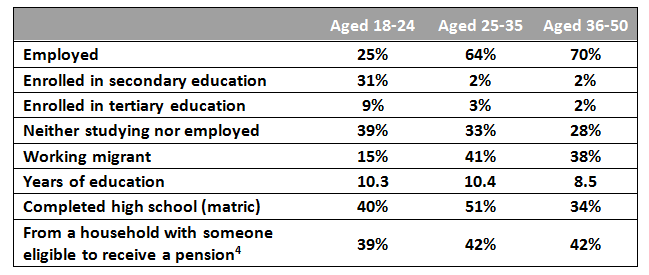 Aged 18-24 Aged 25-35 Aged 36-50
Employed 25% 64% 70%
Enrolled in secondary education 31% 2% 2%
Enrolled in tertiary education 9% 3% 2%
Neither studying nor employed 39% 33% 28%
Working migrant 15% 41% 38%
Years of education 10.3 10.4 8.5
Completed high school (matric) 40% 51% 34%
From a household with someone
eligible to receive a pension⁴ 39% 42% 42%